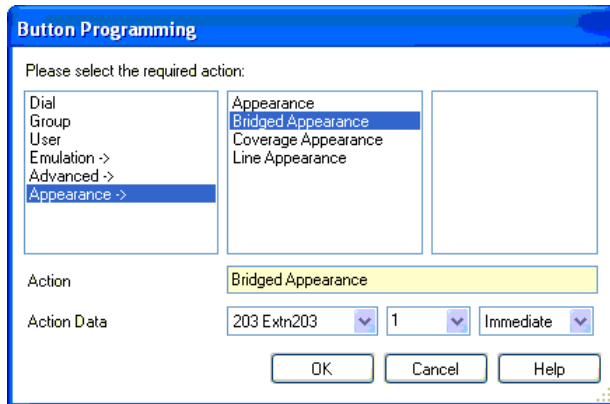 Button Programming
Please select the required action:
Dial
Group
User
Emulation ->
Advanced ->
Appearance ->
Appearance
Bridged Appearance
Coverage Appearance
Line Appearance
Action
Bridged Appearance
Action Data
203 Extn203
1
Immediate
OK
Cancel
Help